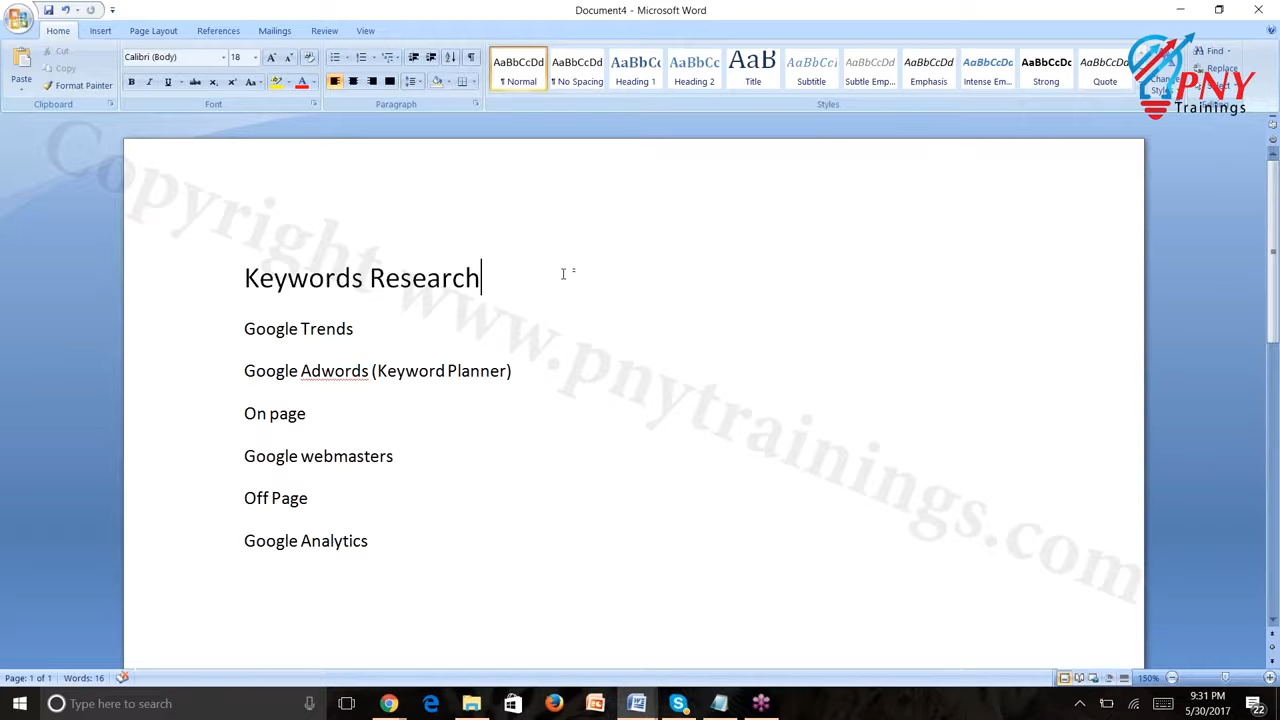 Document4 - Microsoft Word
Home Insert Page Layout References Mailings Review View
Paste
Cut
Copy
Format Painter
Clipboard
Calibri (Body) 18
Font
Paragraph
AaBbCcDd AaBbCcDd AaBbCc AaBbCc AaB AaBbCcDd AaBbCcDd AaBbCcDd AaBbCcDd AaBbCcDd AaBbCcDd
¶ Normal ¶ No Spacing Heading 1 Heading 2 Title Subtitle Subtle Emp... Emphasis Intense Em... Strong Quote
Styles
Find
Replace
PNY
Trainings
Copyright www.pnytrainings.com
Keywords Research
Google Trends
Google Adwords (Keyword Planner)
On page
Google webmasters
Off Page
Google Analytics
Page: 1 of 1 Words: 16
150%
Type here to search
9:31 PM
5/30/2017
22